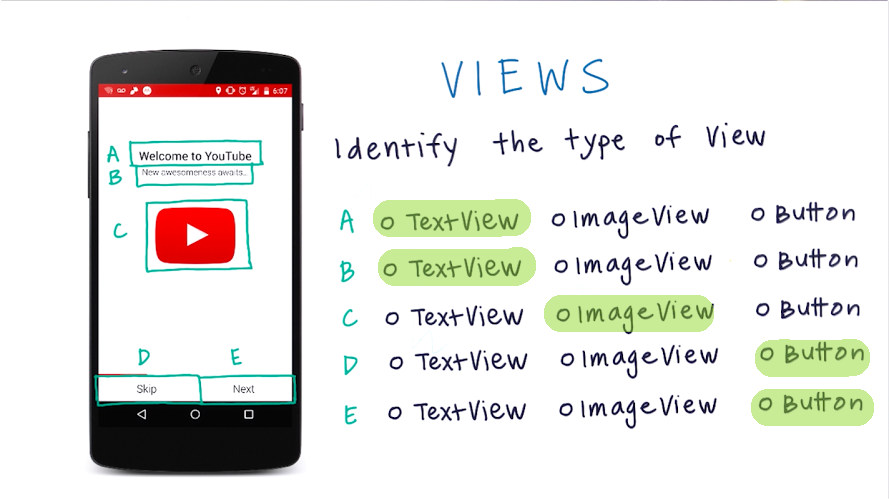 VIEWS
Identify the type of View
6:07
A Welcome to YouTube
B New awesomeness awaits..
C
D E
Skip Next
A O TextView O ImageView O Button
B O TextView O ImageView O Button
C O TextView O ImageView O Button
D O TextView O ImageView O Button
E O TextView O ImageView O Button